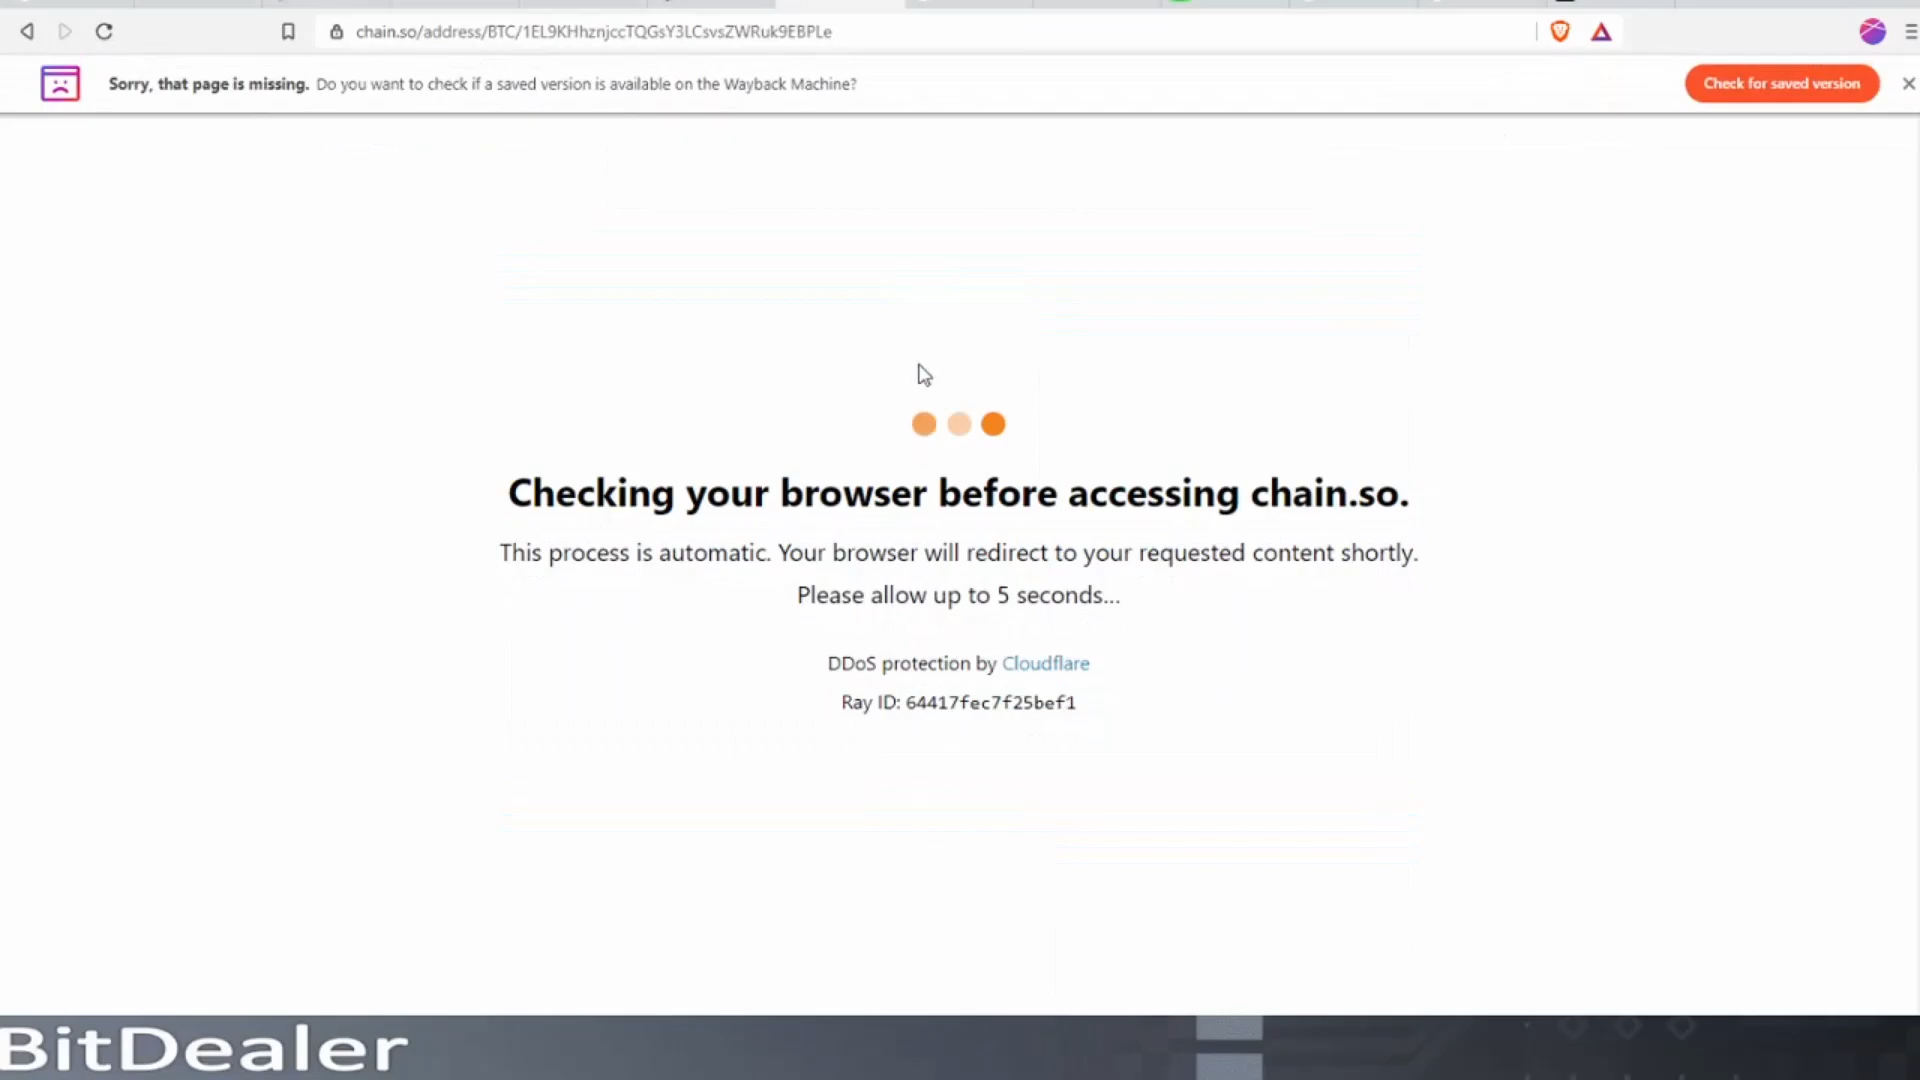 chain.so/address/BTC/1EL9KHhznjccTQGsY3LCsvsZWRuk9EBPLe
Sorry, that page is missing. Do you want to check if a saved version is available on the Wayback Machine?
Check for saved version
Checking your browser before accessing chain.so.
This process is automatic. Your browser will redirect to your requested content shortly.
Please allow up to 5 seconds...
DDoS protection by Cloudflare
Ray ID: 64417fec7f25bef1
BitDealer